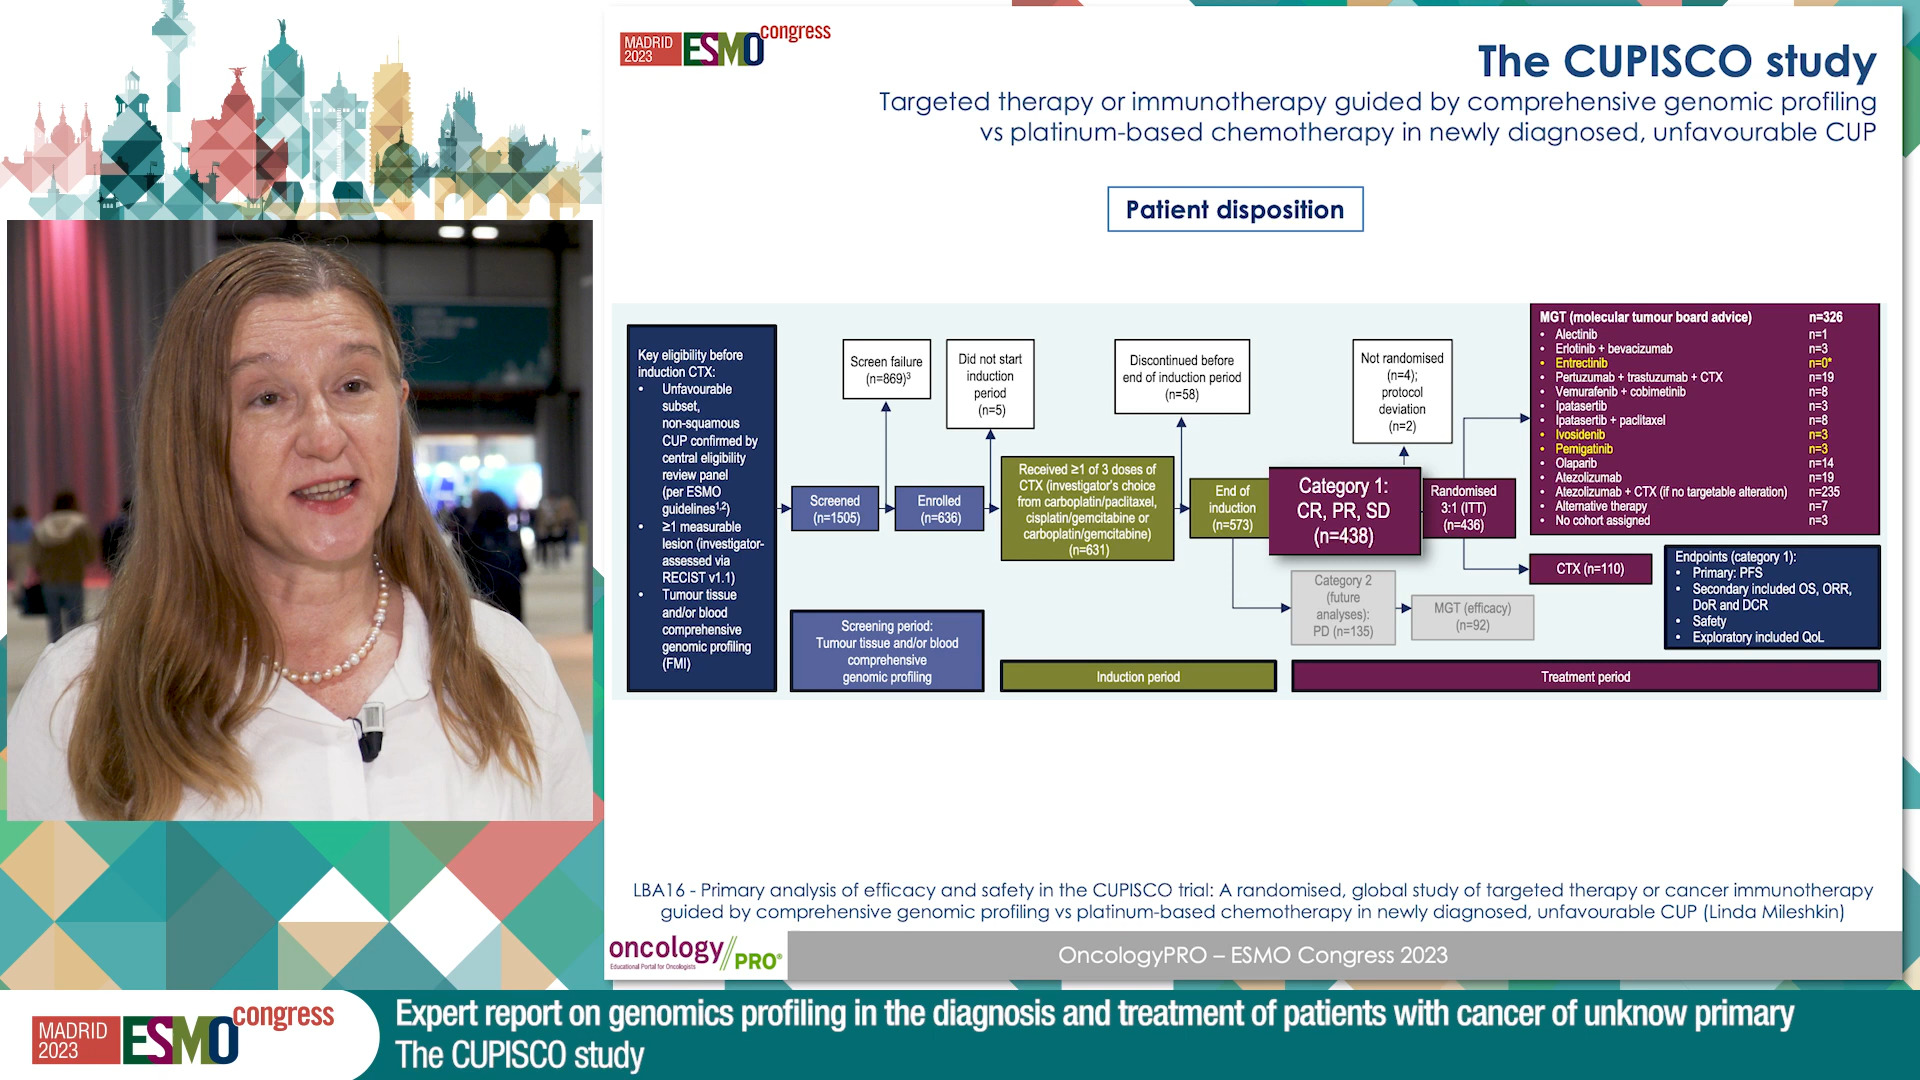 MADRID
2023
ESMO
congress
The CUPISCO study
Targeted therapy or immunotherapy guided by comprehensive genomic profiling
vs platinum-based chemotherapy in newly diagnosed, unfavourable CUP
Patient disposition
Key eligibility before
induction CTX:
• Unfavourable
subset,
non-squamous
CUP confirmed by
central eligibility
review panel
(per ESMO
guidelines1,2)
• ≥1 measurable
lesion (investigator-
assessed via
RECIST v1.1)
• Tumour tissue
and/or blood
comprehensive
genomic profiling
(FMI)
Screened
(n=1505)
Screen failure
(n=869)3
Enrolled
(n=636)
Did not start
induction
period
(n=5)
Screening period:
Tumour tissue and/or blood
comprehensive
genomic profiling
Received ≥1 of 3 doses of
CTX (investigator's choice
from carboplatin/paclitaxel,
cisplatin/gemcitabine or
carboplatin/gemcitabine)
(n=631)
Discontinued before
end of induction period
(n=58)
End of
induction
(n=573)
Induction period
Category 1:
CR, PR, SD
(n=438)
Category 2
(future
analyses):
PD (n=135)
MGT (efficacy)
(n=92)
Not randomised
(n=4);
protocol
deviation
(n=2)
Randomised
3:1 (ITT)
(n=436)
MGT (molecular tumour board advice) n=326
• Alectinib n=1
• Erlotinib + bevacizumab n=3
• Entrectinib n=0*
• Pertuzumab + trastuzumab + CTX n=19
• Vemurafenib + cobimetinib n=8
• Ipatasertib n=3
• Ipatasertib + paclitaxel n=8
• Ivosidenib n=3
• Pemigatinib n=3
• Olaparib n=14
• Atezolizumab n=19
• Atezolizumab + CTX (if no targetable alteration) n=235
• Alternative therapy n=7
• No cohort assigned n=3
CTX (n=110)
Endpoints (category 1):
• Primary: PFS
• Secondary included OS, ORR,
DoR and DCR
• Safety
• Exploratory included QoL
Treatment period
LBA16 - Primary analysis of efficacy and safety in the CUPISCO trial: A randomised, global study of targeted therapy or cancer immunotherapy
guided by comprehensive genomic profiling vs platinum-based chemotherapy in newly diagnosed, unfavourable CUP (Linda Mileshkin)
oncology PRO®
Educational Portal for Oncologists
OncologyPRO – ESMO Congress 2023
MADRID
2023
ESMO
congress
Expert report on genomics profiling in the diagnosis and treatment of patients with cancer of unknow primary
The CUPISCO study